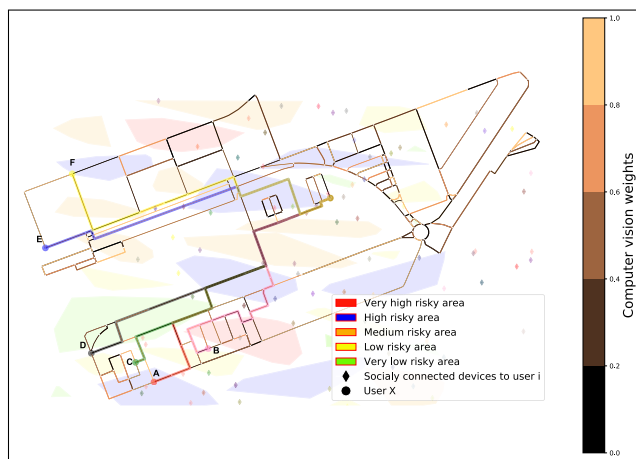 F
E
D
C
B
A
Very high risky area
High risky area
Medium risky area
Low risky area
Very low risky area
Socialy connected devices to user i
User X
1.0
0.8
0.6
0.4
0.2
0.0
Computer vision weights